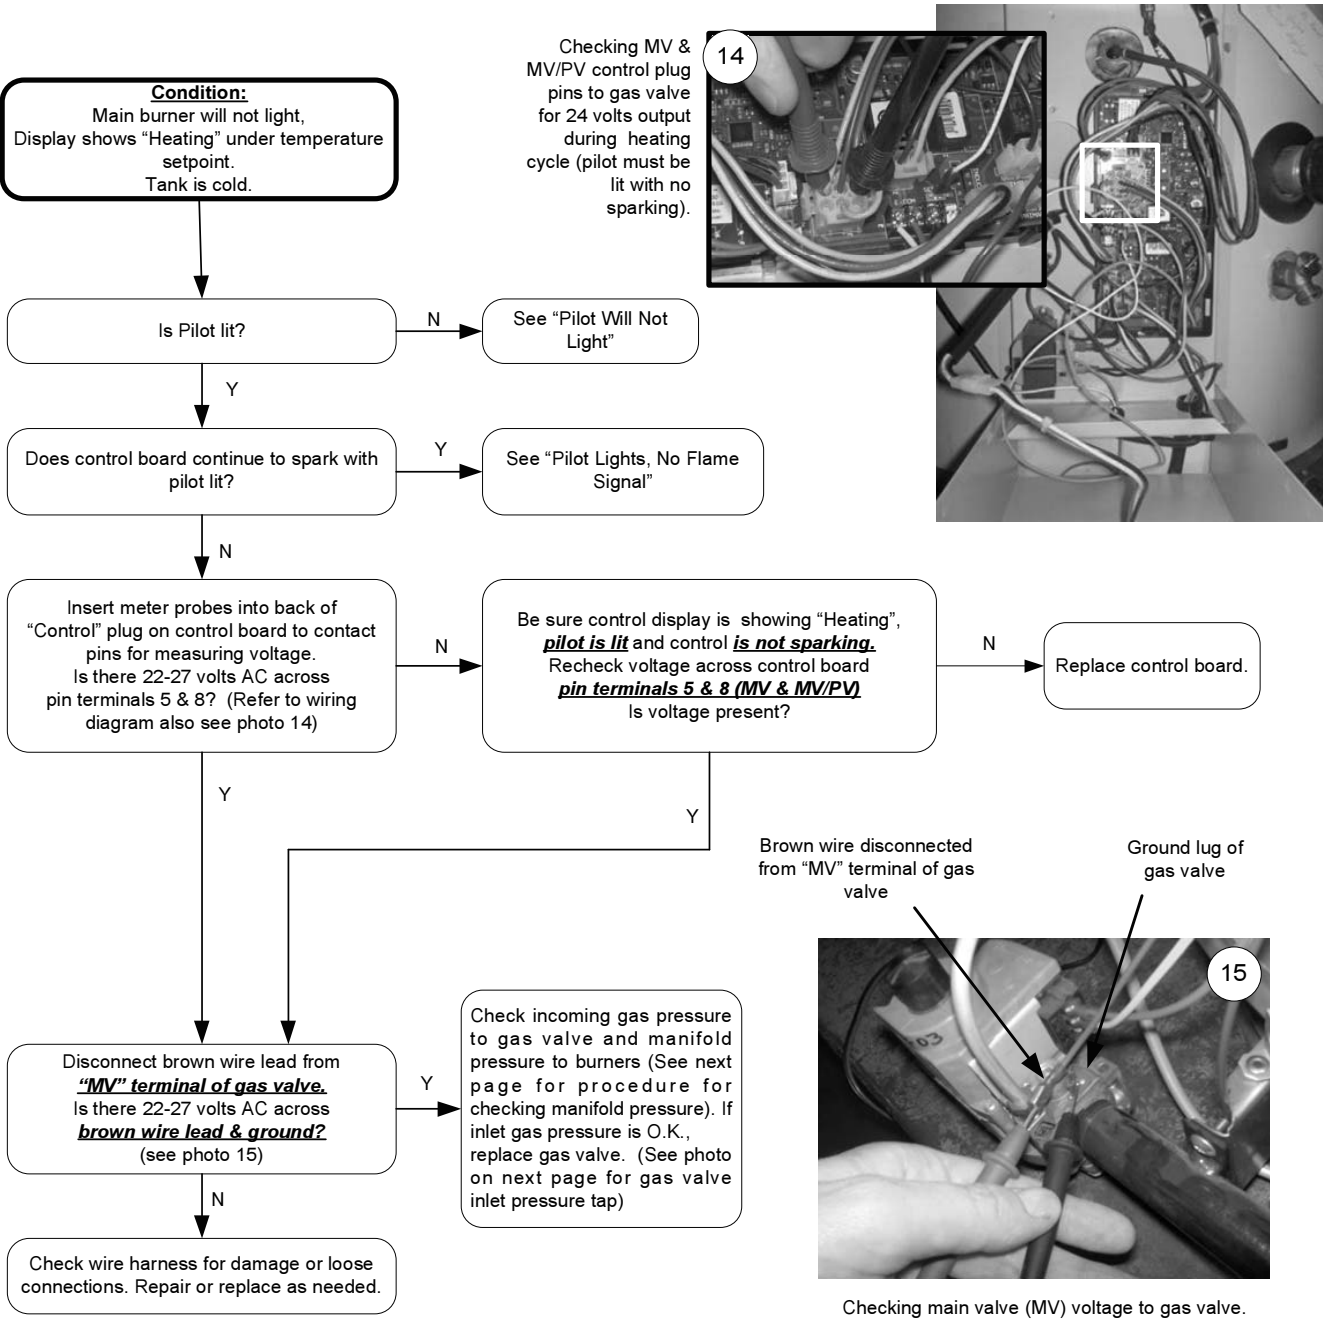 Checking MV &
MV/PV control plug
pins to gas valve
for 24 volts output
during heating
cycle (pilot must be
lit with no
sparking).
14
Condition:
Main burner will not light,
Display shows “Heating” under temperature
setpoint.
Tank is cold.
Is Pilot lit?
N
See “Pilot Will Not
Light”
Y
Does control board continue to spark with
pilot lit?
Y
See “Pilot Lights, No Flame
Signal”
N
Insert meter probes into back of
“Control” plug on control board to contact
pins for measuring voltage.
Is there 22-27 volts AC across
pin terminals 5 & 8? (Refer to wiring
diagram also see photo 14)
N
Be sure control display is showing “Heating”,
pilot is lit and control is not sparking.
Recheck voltage across control board
pin terminals 5 & 8 (MV & MV/PV)
Is voltage present?
N
Replace control board.
Y
Y
Brown wire disconnected
from “MV” terminal of gas
valve
Ground lug of
gas valve
15
03
Disconnect brown wire lead from
“MV” terminal of gas valve.
Is there 22-27 volts AC across
brown wire lead & ground?
(see photo 15)
Y
Check incoming gas pressure
to gas valve and manifold
pressure to burners (See next
page for procedure for
checking manifold pressure). If
inlet gas pressure is O.K.,
replace gas valve. (See photo
on next page for gas valve
inlet pressure tap)
N
Check wire harness for damage or loose
connections. Repair or replace as needed.
Checking main valve (MV) voltage to gas valve.